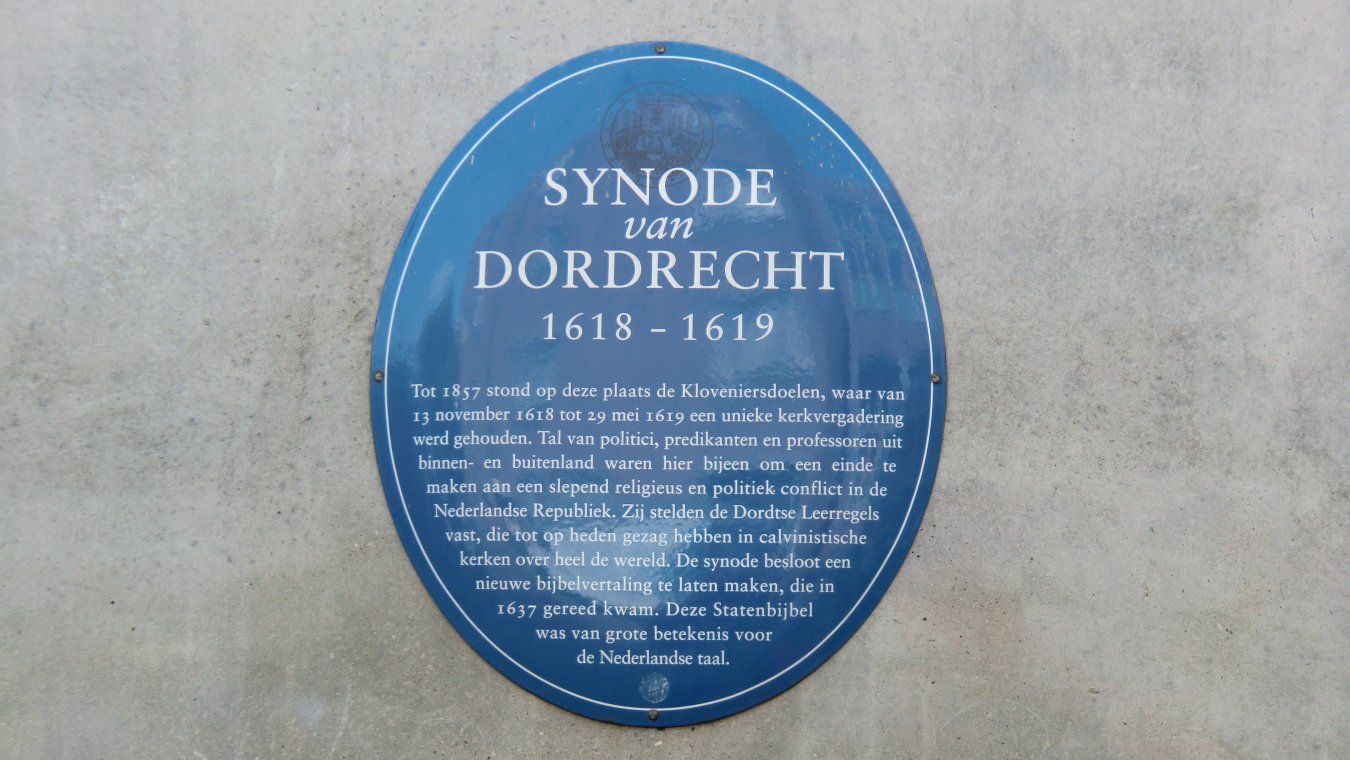 SYNODE
van
DORDRECHT
1618 – 1619
Tot 1857 stond op deze plaats de Kloveniersdoelen, waar van
13 november 1618 tot 29 mei 1619 een unieke kerkvergadering
werd gehouden. Tal van politici, predikanten en professoren uit
binnen- en buitenland waren hier bijeen om een einde te
maken aan een slepend religieus en politiek conflict in de
Nederlandse Republiek. Zij stelden de Dordtse Leerregels
vast, die tot op heden gezag hebben in calvinistische
kerken over heel de wereld. De synode besloot een
nieuwe bijbelvertaling te laten maken, die in
1637 gereed kwam. Deze Statenbijbel
was van grote betekenis voor
de Nederlandse taal.